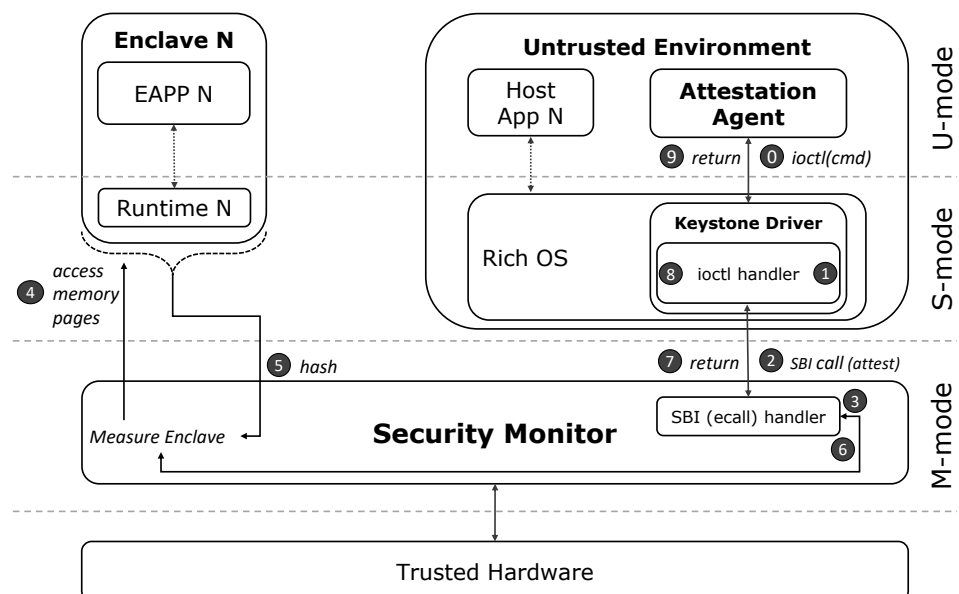 Enclave N
EAPP N
Runtime N
Untrusted Environment
Host
App N
Attestation
Agent
9 return
0 ioctl(cmd)
Rich OS
Keystone Driver
8 ioctl handler 1
U-mode
S-mode
M-mode
4 access
memory
pages
5 hash
7 return
2 SBI call (attest)
3
SBI (ecall) handler
6
Measure Enclave
Security Monitor
Trusted Hardware